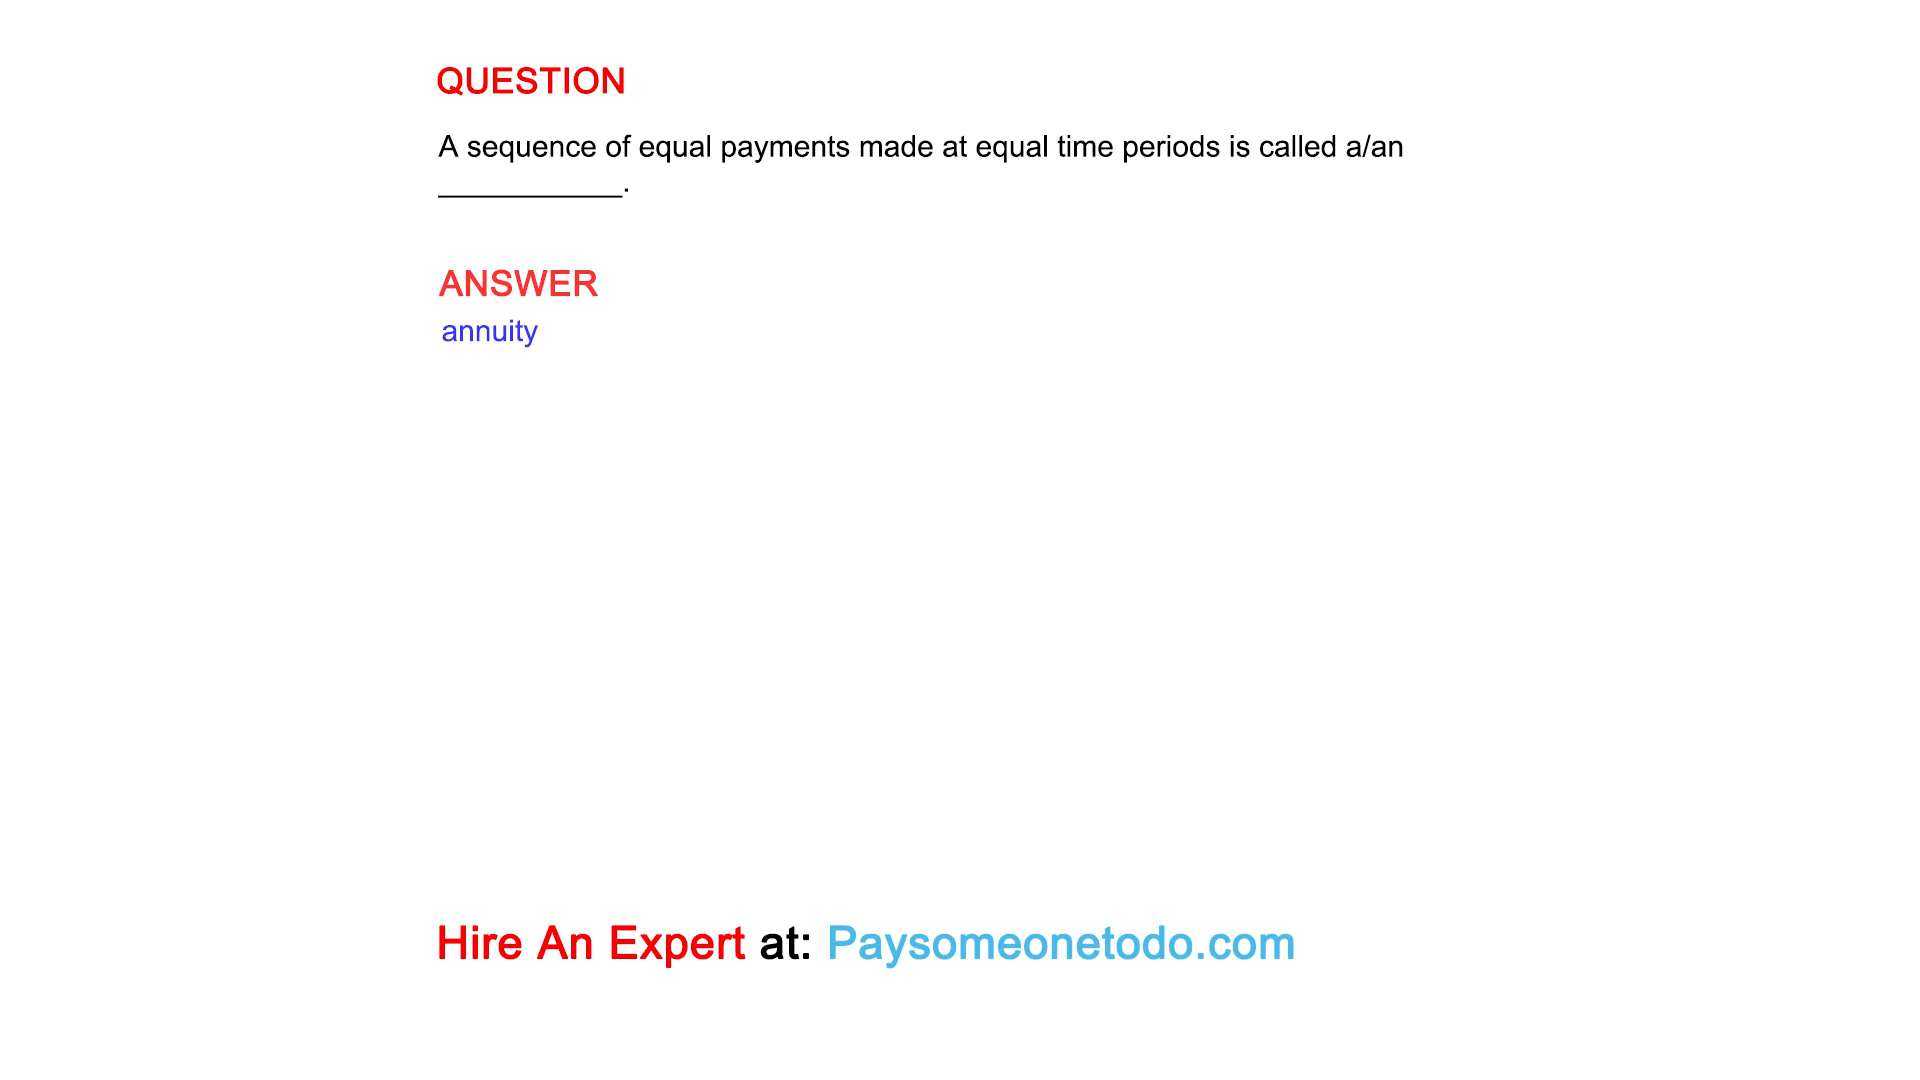 QUESTION
A sequence of equal payments made at equal time periods is called a/an
___________.
ANSWER
annuity
Hire An Expert at: Paysomeonetodo.com